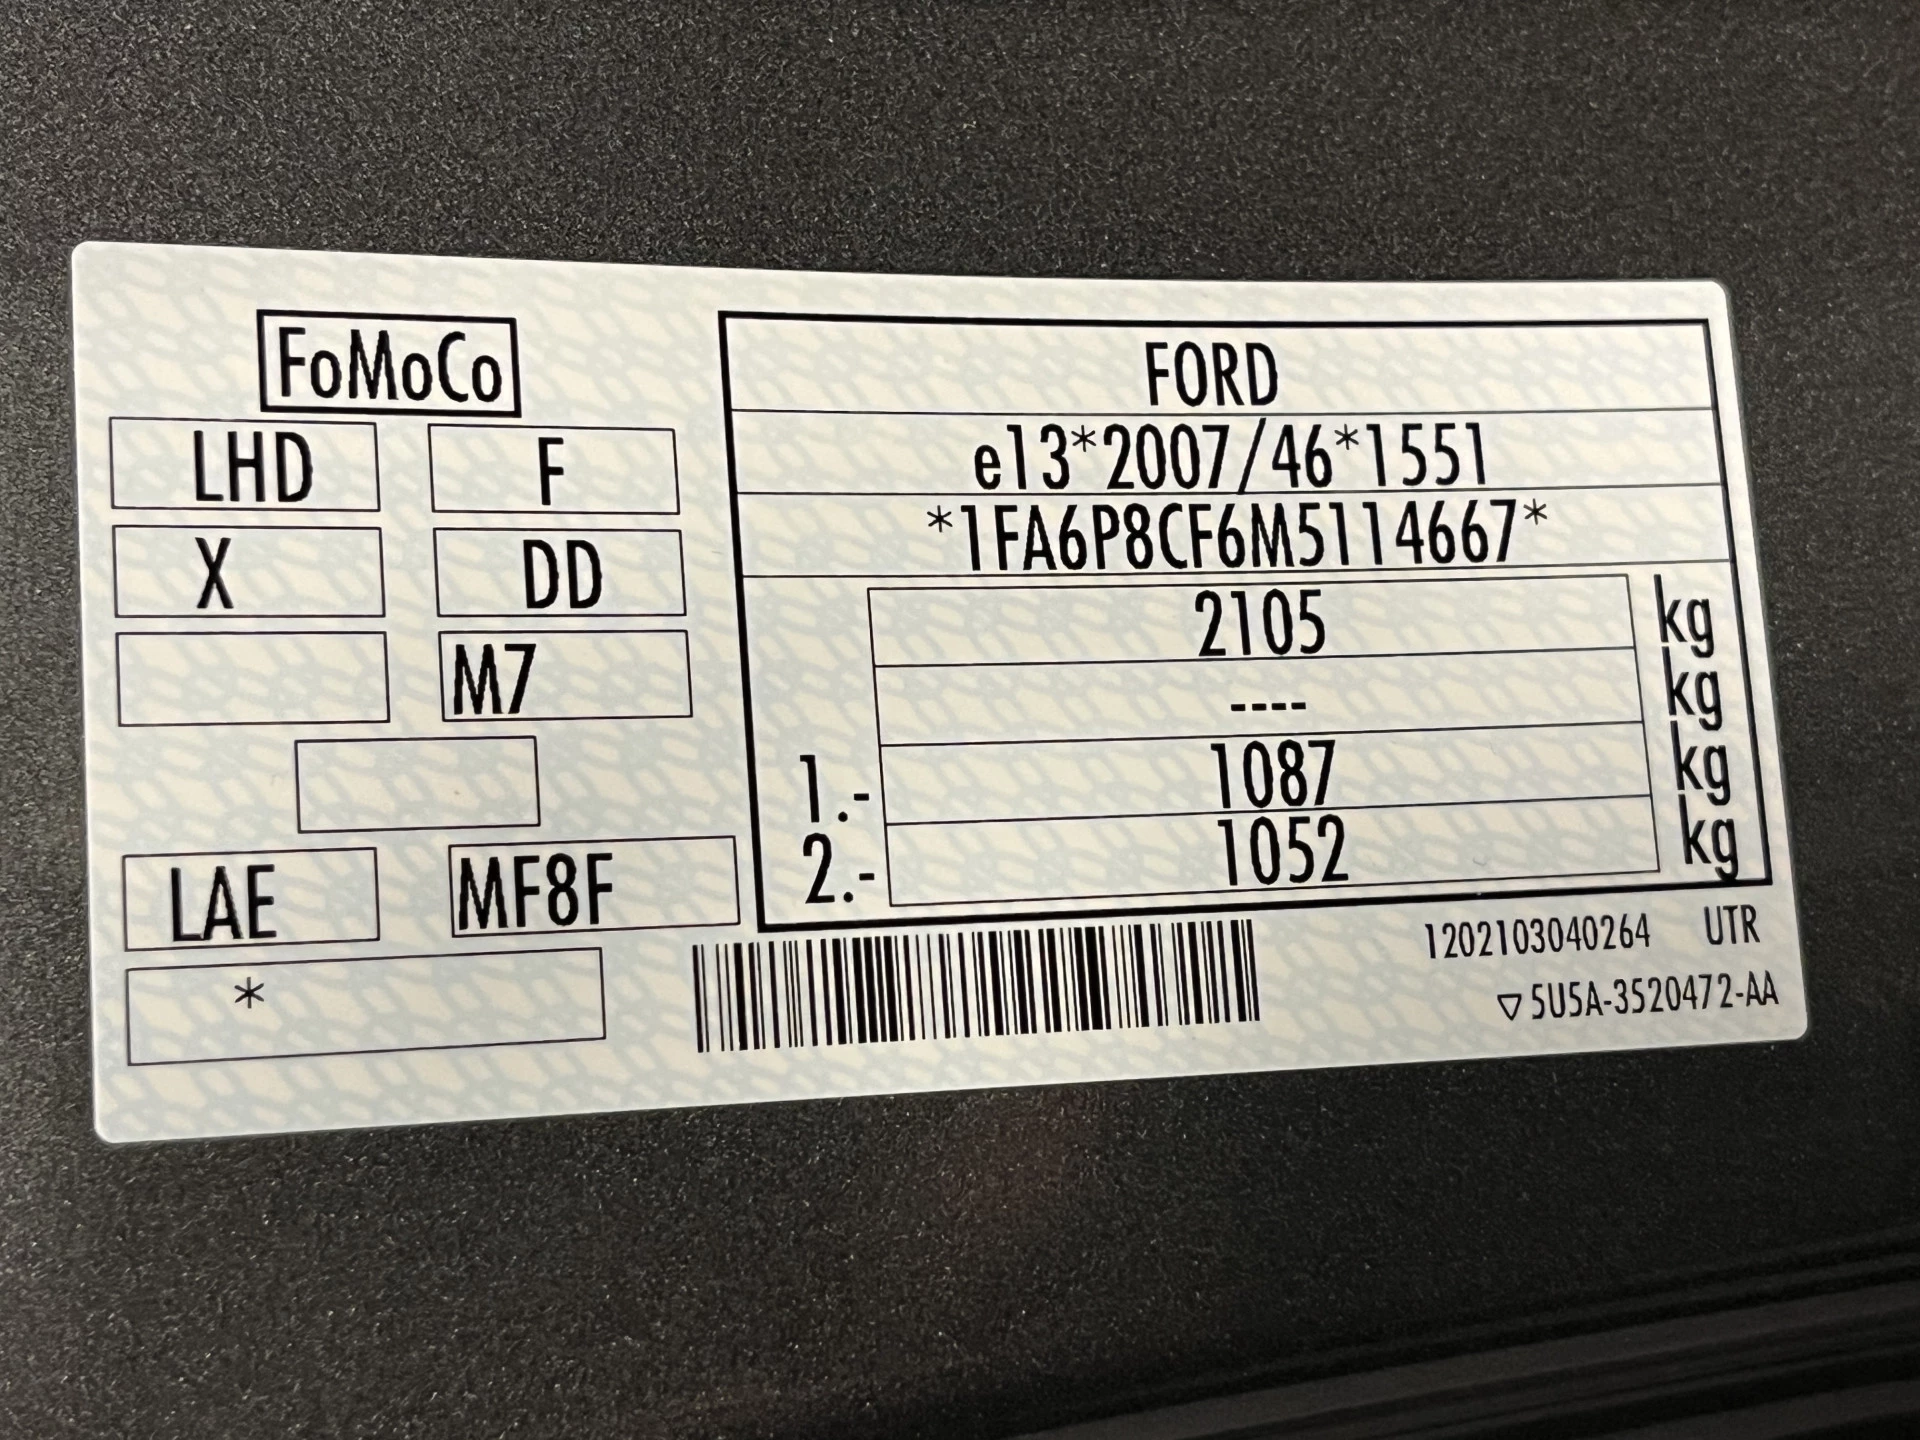 FoMoCo
LHD F
X DD
M7
LAE MF8F
*
FORD
e13*2007/46*1551
*1FA6P8CF6M5114667*
2105 kg
---- kg
1.- 1087 kg
2.- 1052 kg
1202103040264 UTR
▽5U5A-3520472-AA